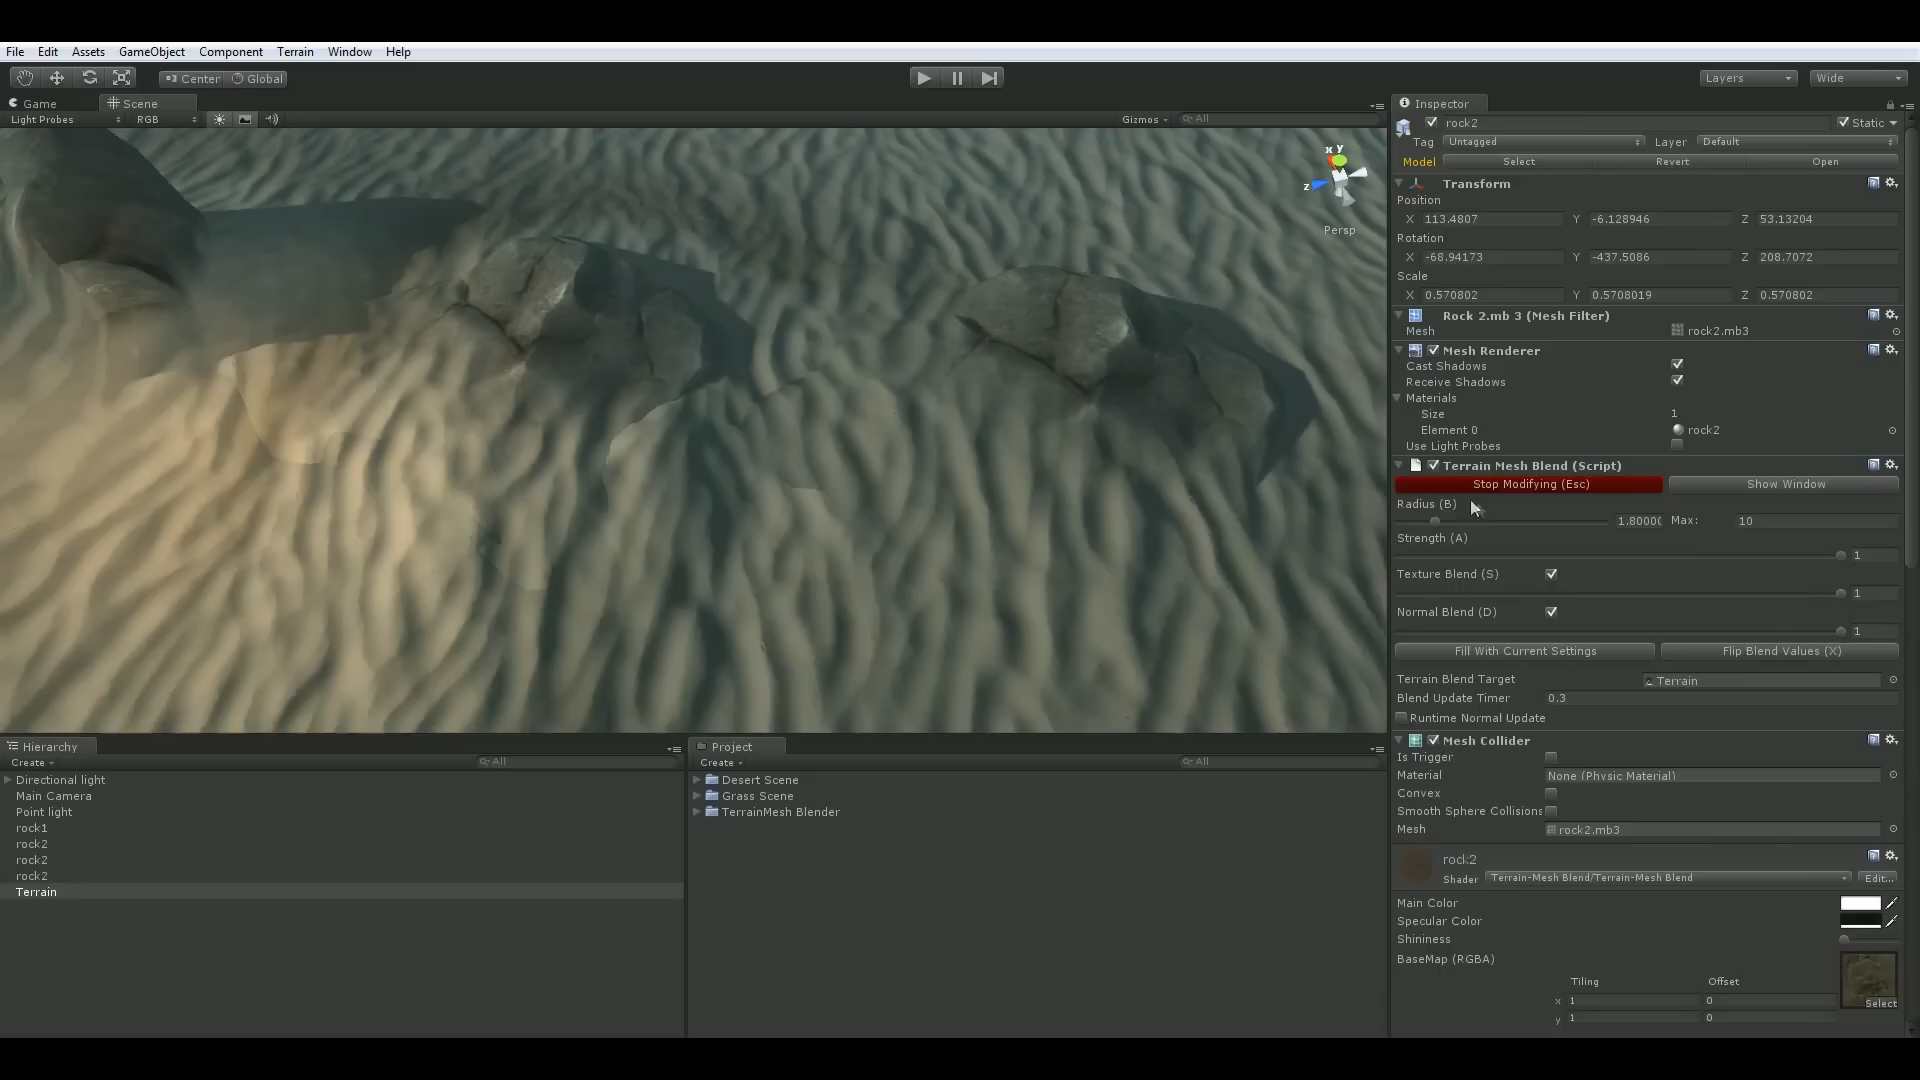 File Edit Assets GameObject Component Terrain Window Help
Center Global Layers Wide
Game Scene
Light Probes RGB Gizmos All
x y
z
Persp
Inspector
rock2 Static
Tag Untagged Layer Default
Model Select Revert Open
Transform
Position
X 113.4807 Y -6.128946 Z 53.13204
Rotation
X -68.94173 Y -437.5086 Z 208.7072
Scale
X 0.570802 Y 0.5708019 Z 0.570802
Rock 2.mb 3 (Mesh Filter)
Mesh rock2.mb3
Mesh Renderer
Cast Shadows
Receive Shadows
Materials
Size 1
Element 0 rock2
Use Light Probes
Terrain Mesh Blend (Script)
Stop Modifying (Esc) Show Window
Radius (B)
1.8000 Max: 10
Strength (A)
1
Texture Blend (S)
1
Normal Blend (D)
1
Fill With Current Settings Flip Blend Values (X)
Terrain Blend Target Terrain
Blend Update Timer 0.3
Runtime Normal Update
Mesh Collider
Is Trigger
Material None (Physic Material)
Convex
Smooth Sphere Collisions
Mesh rock2.mb3
rock2
Shader Terrain-Mesh Blend/Terrain-Mesh Blend Edit...
Main Color
Specular Color
Shininess
BaseMap (RGBA)
Tiling Offset
Select
x 1 0
y 1 0
Hierarchy
Create All
Directional light
Main Camera
Point light
rock1
rock2
rock2
rock2
Terrain
Project
Create All
Desert Scene
Grass Scene
TerrainMesh Blender